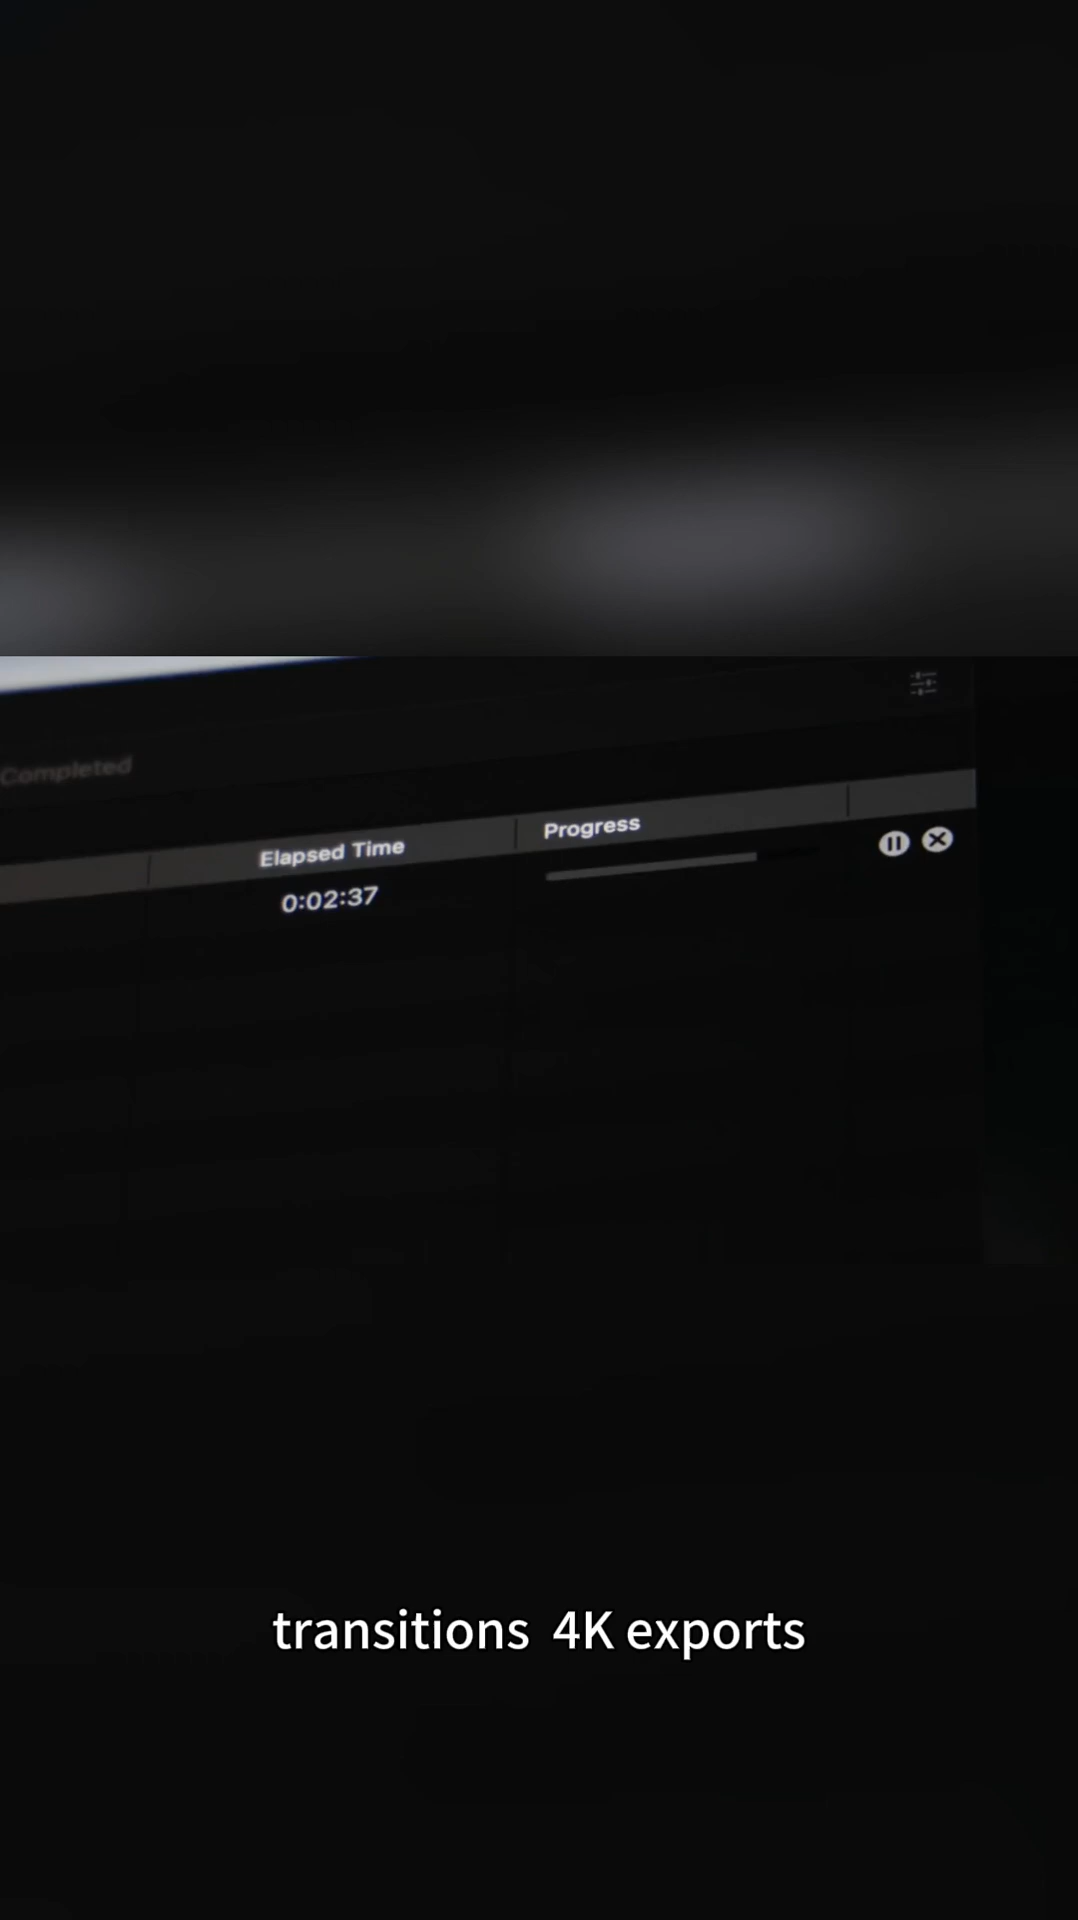 Completed
Elapsed Time
Progress
0:02:37
transitions 4K exports